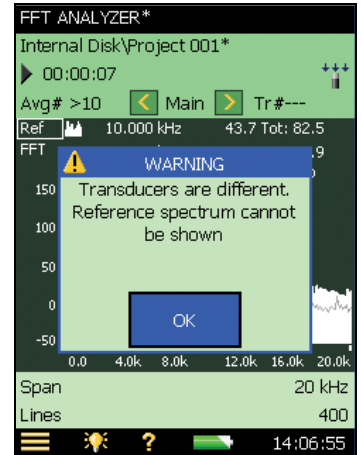 FFT ANALYZER*
Internal Disk\Project 001*
00:00:07
Avg# >10 < Main > Tr#---
Ref 10.000 kHz 43.7 Tot: 82.5
FFT .9
WARNING
Transducers are different.
Reference spectrum cannot
be shown
OK
150
100
50
0
-50
0.0 4.0k 8.0k 12.0k 16.0k 20.0k
Span 20 kHz
Lines 400
? 14:06:55